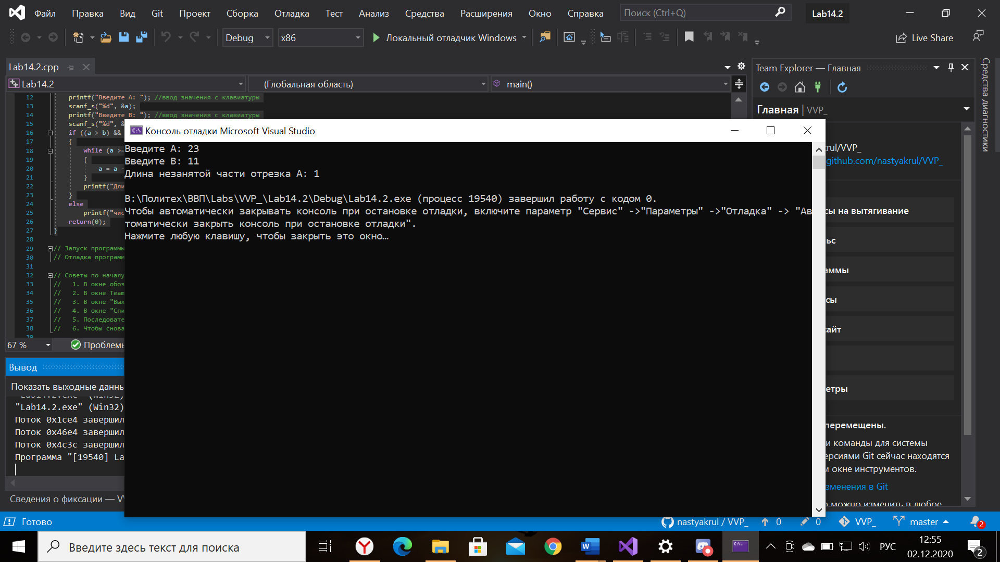 Файл Правка Вид Git Проект Сборка Отладка Тест Анализ Средства Расширения Окно Справка Поиск (Ctrl+Q) Lab14.2
Debug x86 Локальный отладчик Windows Live Share
Lab14.2.cpp
Lab14.2 (Глобальная область) main()
12 printf("Введите А: "); //ввод значения с клавиатуры
13 scanf_s("%d", &a);
14 printf("Введите В: "); //ввод значения с клавиатуры
15 scanf_s("%d", &
16 if ((a > b) &&
17 {
18 while (a >=
19 {
20 a = a -
21 }
22 printf("Дли
23 }
24 else
25 printf("чис
26 return(0);
27 }
28
29 // Запуск программы
30 // Отладка програм
31
32 // Советы по началу
33 // 1. В окне обоз
34 // 2. В окне Team
35 // 3. В окне "Вых
36 // 4. В окне "Спи
37 // 5. Последовате
38 // 6. Чтобы снова
39
67 % Проблемы
Консоль отладки Microsoft Visual Studio
Введите А: 23
Введите В: 11
Длина незанятой части отрезка А: 1
B:\Политех\ВВП\Labs\VVP_\Lab14.2\Debug\Lab14.2.exe (процесс 19540) завершил работу с кодом 0.
Чтобы автоматически закрывать консоль при остановке отладки, включите параметр "Сервис" ->"Параметры" ->"Отладка" -> "Ав
томатически закрыть консоль при остановке отладки".
Нажмите любую клавишу, чтобы закрыть это окно…
Team Explorer — Главная
Главная | VVP_
rul/VVP_
github.com/nastyakrul/VVP_
сы на вытягивание
ьс
аммы
сы
сайт
етры
перемещены.
и команды для системы
ерсиями Git сейчас находятся
м окне инструментов.
зменения в Git
о можно изменить в любое
Средства диагностики
Вывод
Показать выходные данны
"Lab14.2.exe" (Win32)
"Lab14.2.exe" (Win32)
Поток 0x1ce4 завершил
Поток 0x46e4 завершил
Поток 0x4c3c завершил
Программа "[19540] La
Сведения о фиксации — VV
Готово nastyakrul / VVP_ 0 0 VVP_ master 2
Введите здесь текст для поиска РУС 12:55
02.12.2020 2